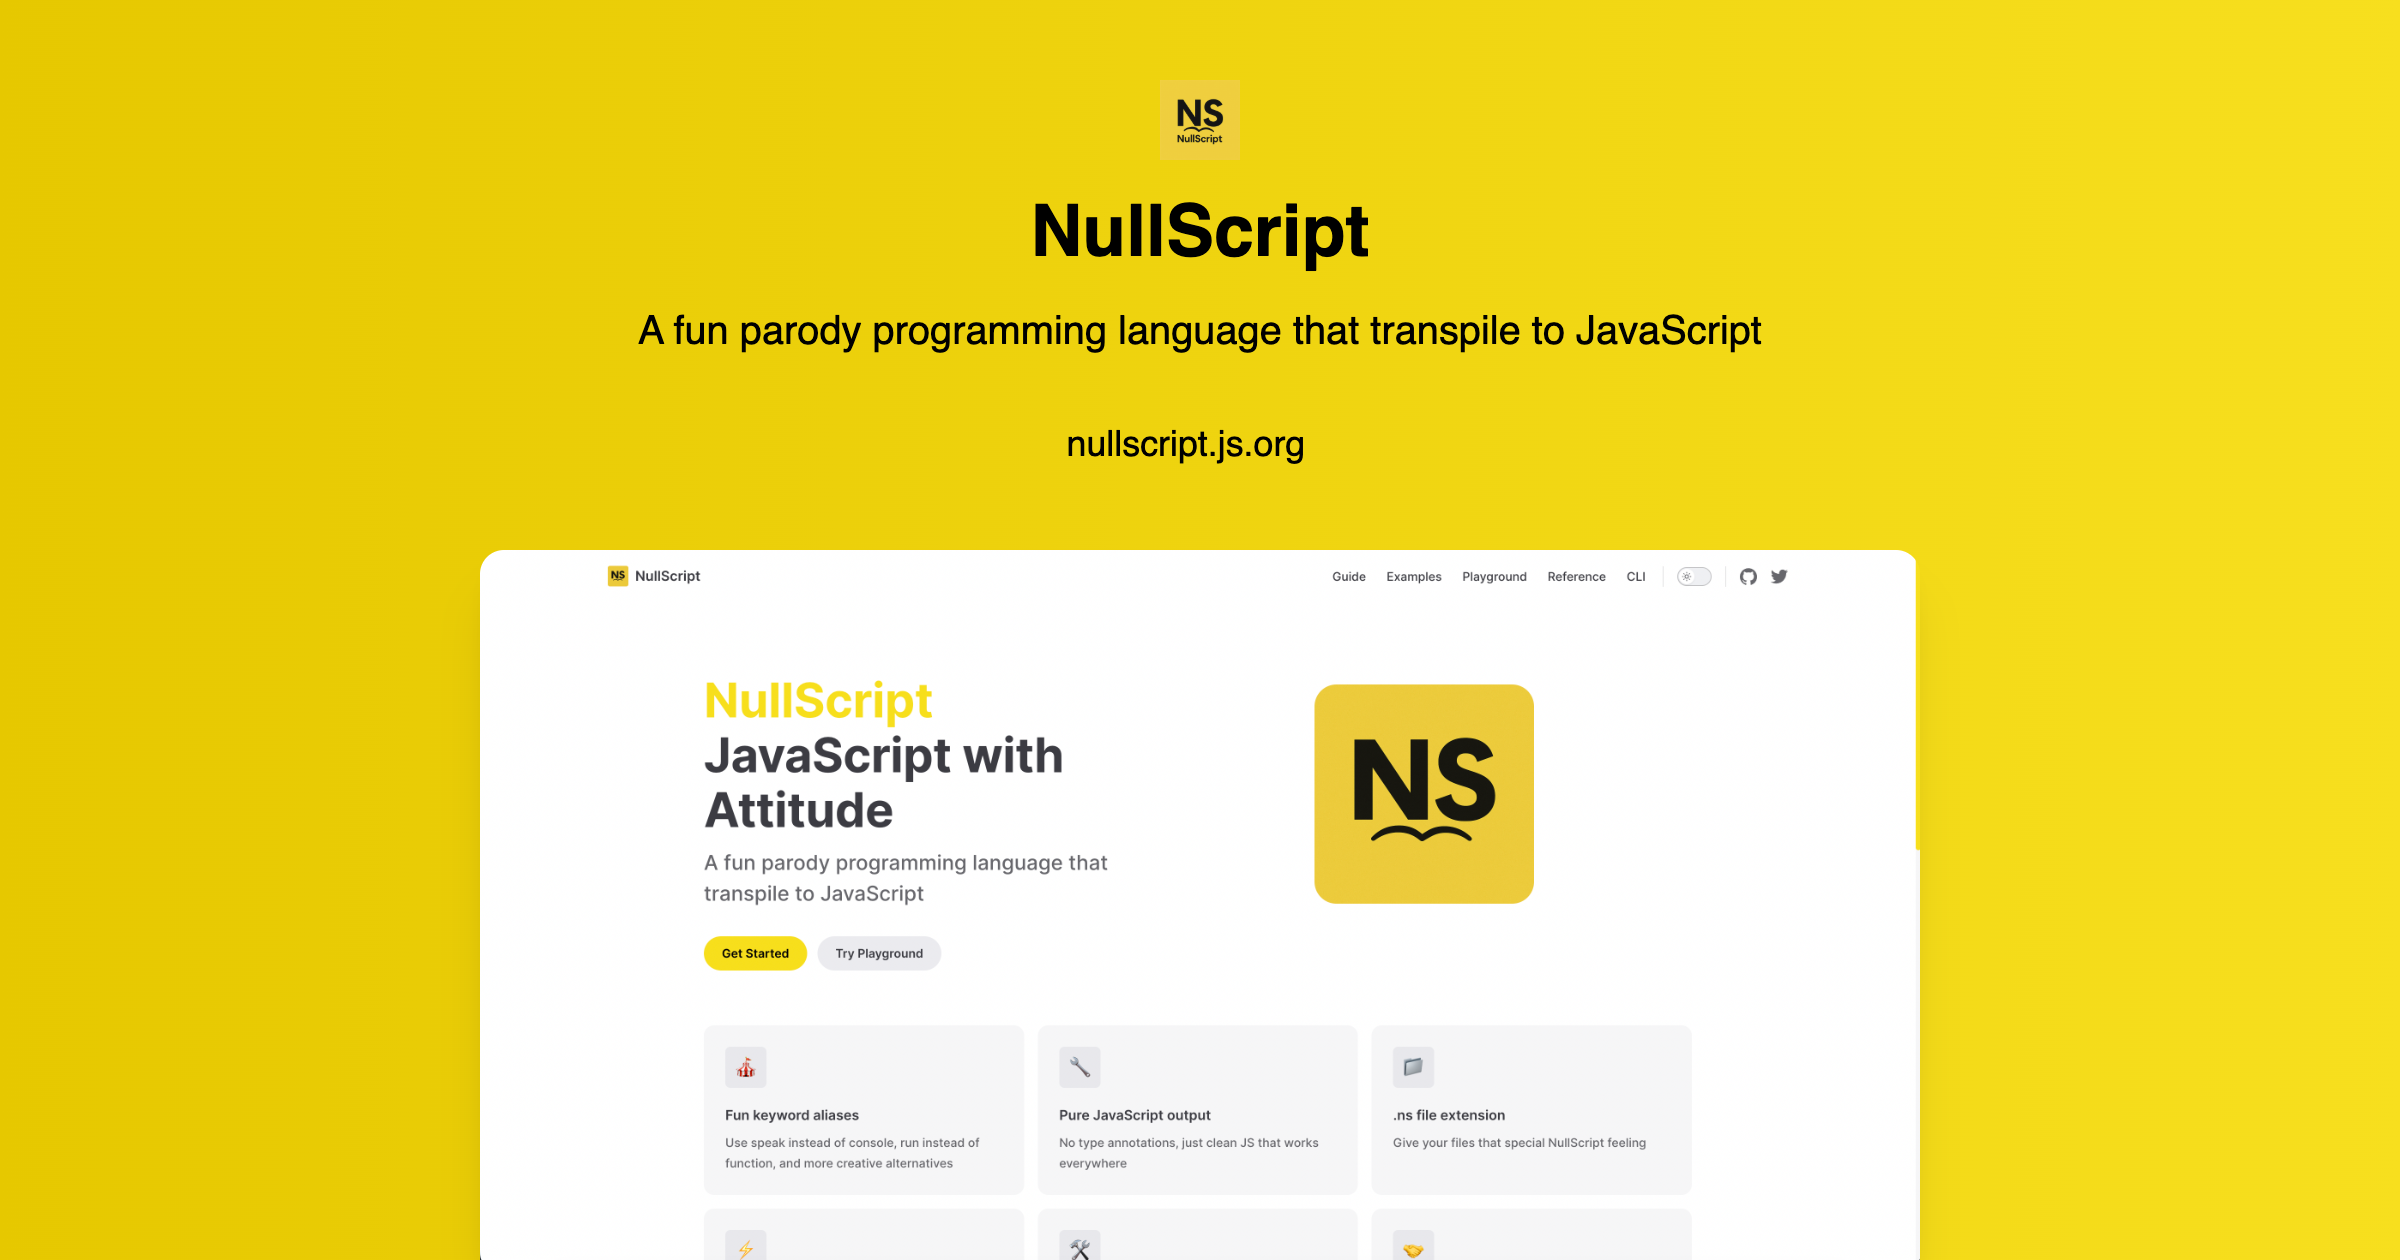 NS
NullScript
NullScript
A fun parody programming language that transpile to JavaScript
nullscript.js.org
NS NullScript
Guide Examples Playground Reference CLI
NullScript
JavaScript with
Attitude
A fun parody programming language that
transpile to JavaScript
NS
Get Started Try Playground
Fun keyword aliases
Use speak instead of console, run instead of
function, and more creative alternatives
Pure JavaScript output
No type annotations, just clean JS that works
everywhere
.ns file extension
Give your files that special NullScript feeling